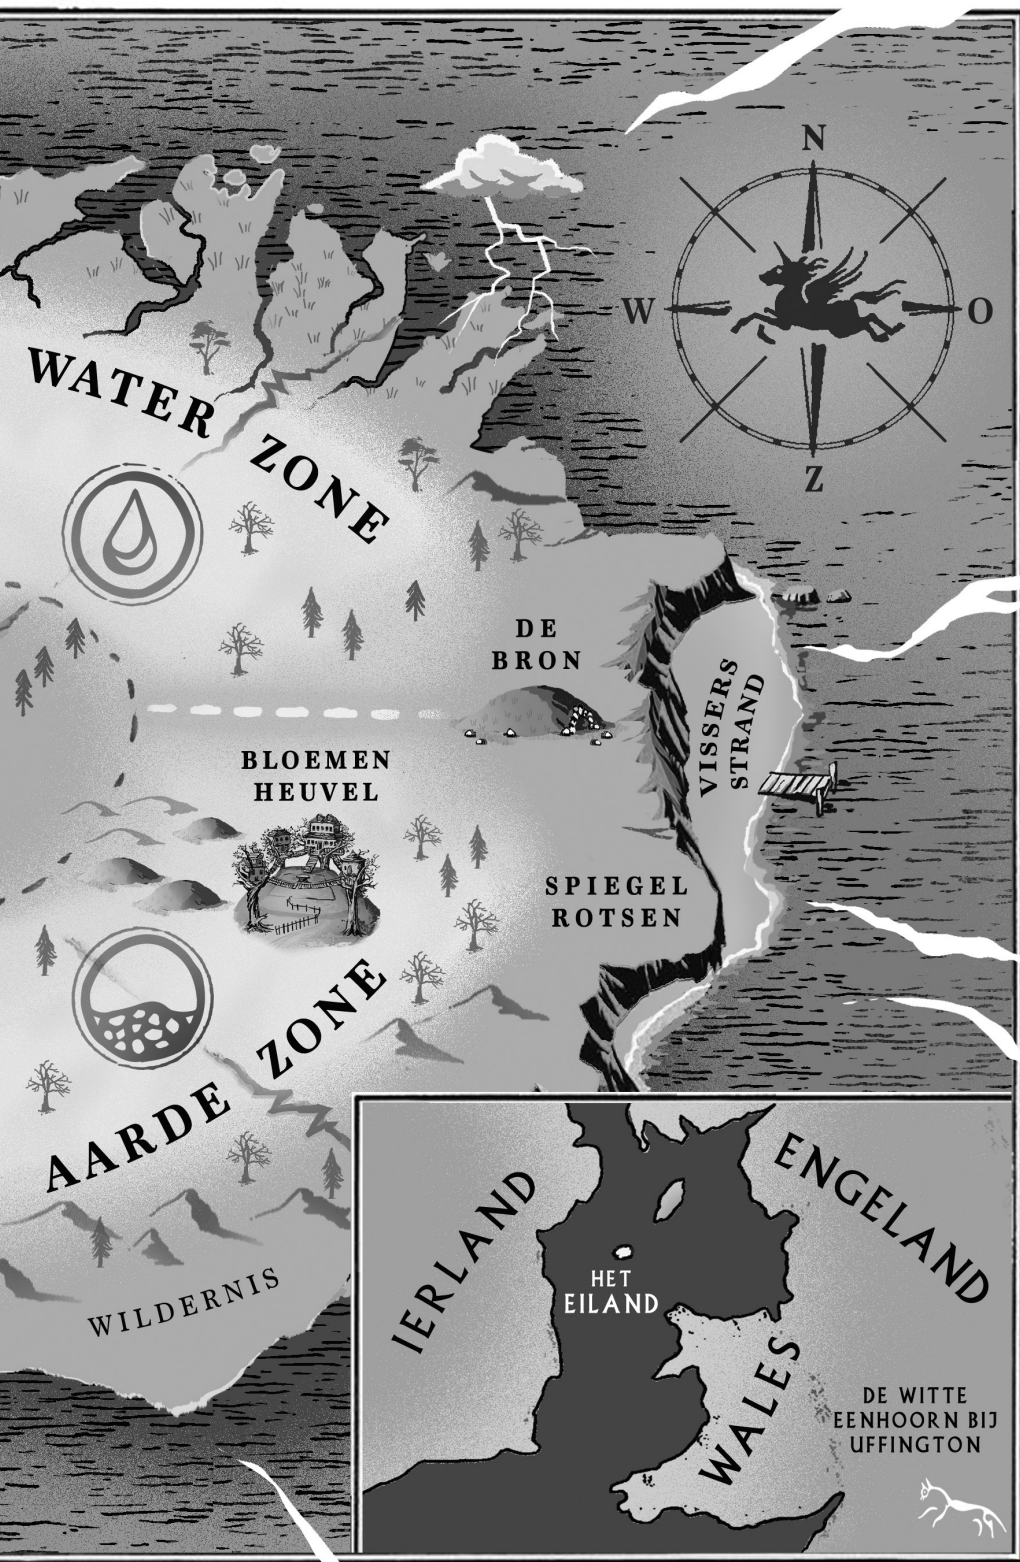 N
W
O
Z
WATER ZONE
DE
BRON
VISSERS
STRAND
BLOEMEN
HEUVEL
SPIEGEL
ROTSEN
AARDE ZONE
WILDERNIS
IERLAND
ENGELAND
HET
EILAND
WALES
DE WITTE
EENHOORN BIJ
UFFINGTON